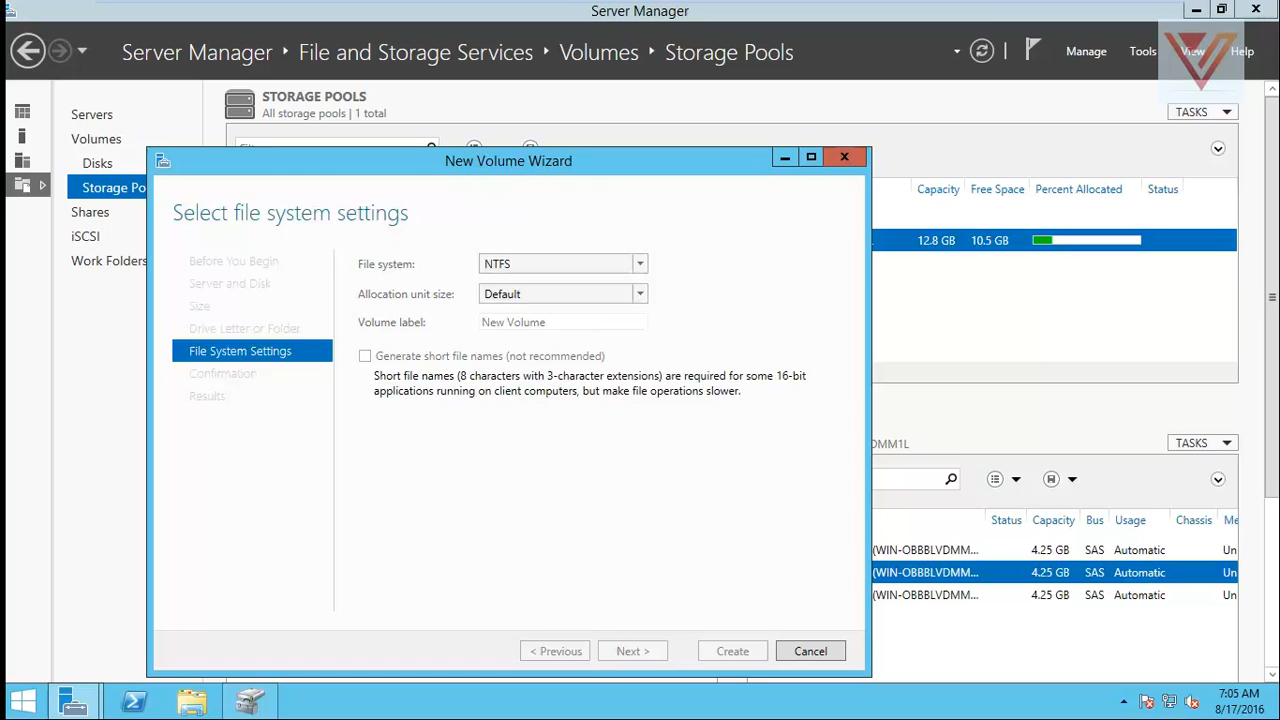 Server Manager
Server Manager › File and Storage Services › Volumes › Storage Pools
Manage Tools View Help
Servers
Volumes
Disks
Storage Po
Shares
iSCSI
Work Folders
STORAGE POOLS
All storage pools | 1 total
TASKS
Capacity Free Space Percent Allocated Status
12.8 GB 10.5 GB
New Volume Wizard
Select file system settings
Before You Begin
Server and Disk
Size
Drive Letter or Folder
File System Settings
Confirmation
Results
File system: NTFS
Allocation unit size: Default
Volume label: New Volume
Generate short file names (not recommended)
Short file names (8 characters with 3-character extensions) are required for some 16-bit
applications running on client computers, but make file operations slower.
< Previous Next > Create Cancel
TASKS
Status Capacity Bus Usage Chassis Me
(WIN-OBBBLVDMM... 4.25 GB SAS Automatic Un
(WIN-OBBBLVDMM... 4.25 GB SAS Automatic Un
(WIN-OBBBLVDMM... 4.25 GB SAS Automatic Un
7:05 AM
8/17/2016